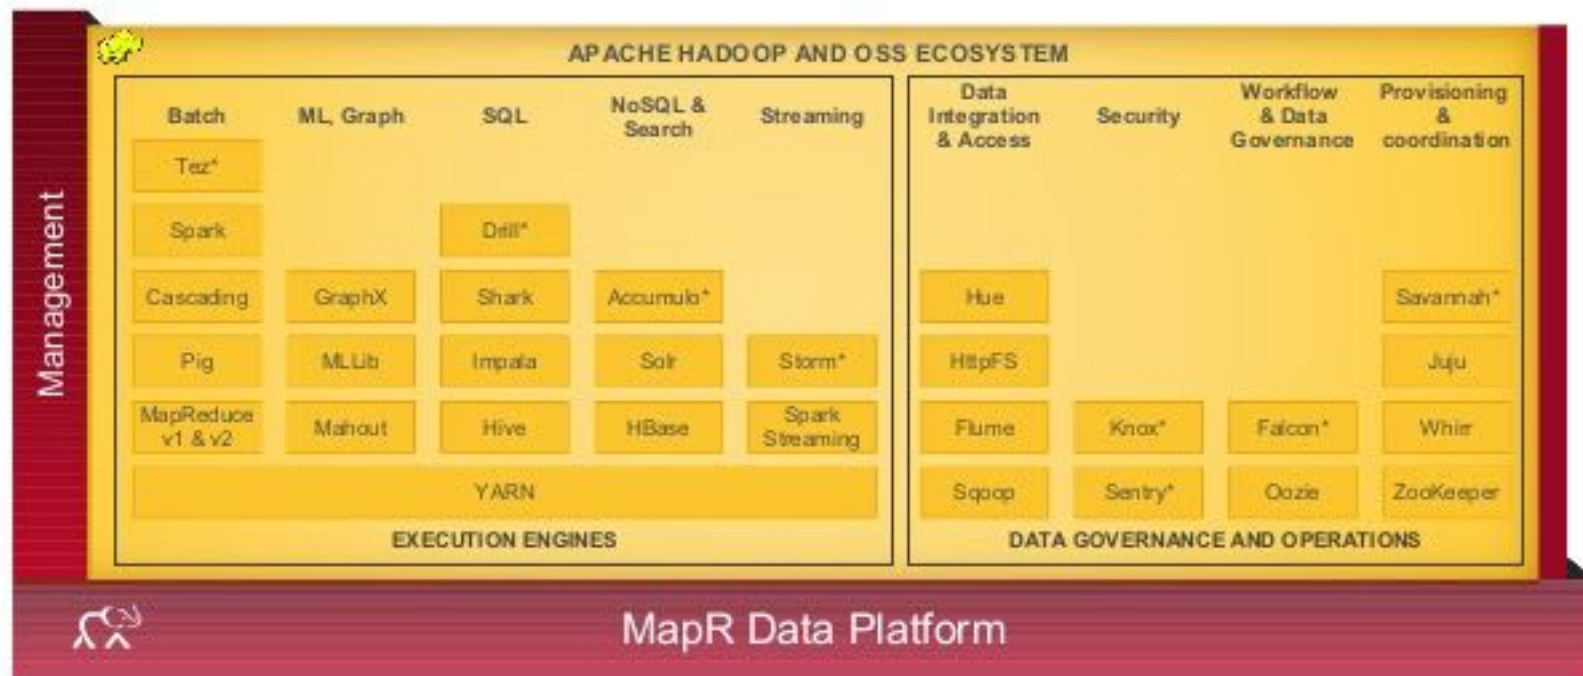 APACHE HADOOP AND OSS ECOSYSTEM
Management
Batch
ML, Graph
SQL
NoSQL &
Search
Streaming
Tez*
Spark
Drill*
Cascading
GraphX
Shark
Accumulo*
Pig
MLLib
Impala
Solr
Storm*
MapReduce
v1 & v2
Mahout
Hive
HBase
Spark
Streaming
YARN
EXECUTION ENGINES
Data
Integration
& Access
Security
Workflow
& Data
Governance
Provisioning
&
coordination
Hue
Savannah*
HttpFS
Juju
Flume
Knox*
Falcon*
Whirr
Sqoop
Sentry*
Oozie
ZooKeeper
DATA GOVERNANCE AND OPERATIONS
MapR Data Platform